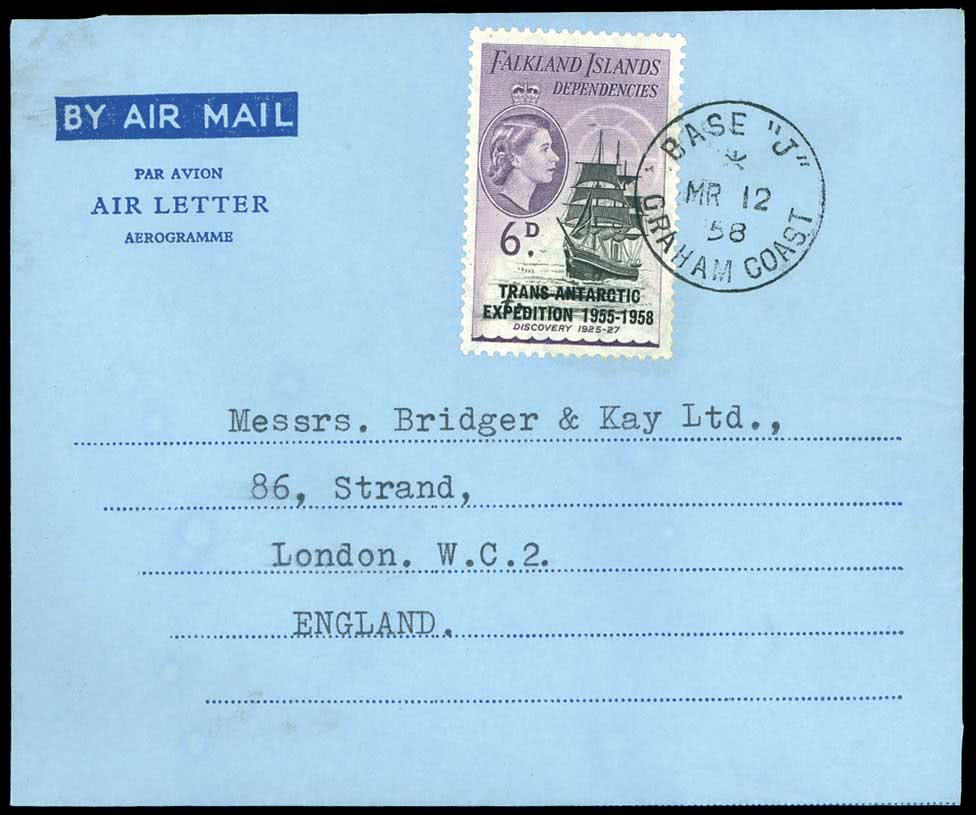 BY AIR MAIL
PAR AVION
AIR LETTER
AEROGRAMME
FALKLAND ISLANDS
DEPENDENCIES
6D.
TRANS-ANTARCTIC
EXPEDITION 1955-1958
DISCOVERY 1925-27
BASE "J"
MR 12
58
GRAHAM COAST
Messrs. Bridger & Kay Ltd.,
86, Strand,
London. W.C.2.
ENGLAND.